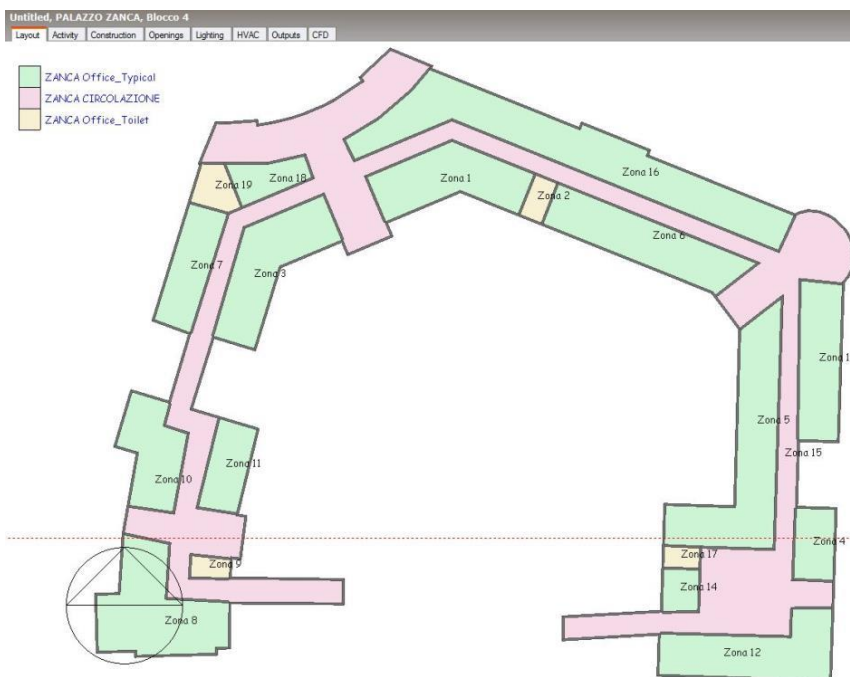 Untitled, PALAZZO ZANCA, Blocco 4
Layout Activity Construction Openings Lighting HVAC Outputs CFD
ZANCA Office_Typical
ZANCA CIRCOLAZIONE
ZANCA Office_Toilet
Zona 16
Zona 18
Zona 19
Zona 1
Zona 2
Zona 6
Zona 7
Zona 3
Zona 1
Zona 5
Zona 15
Zona 11
Zona 10
Zona 4
Zona 17
Zona 9
Zona 14
Zona 8
Zona 12